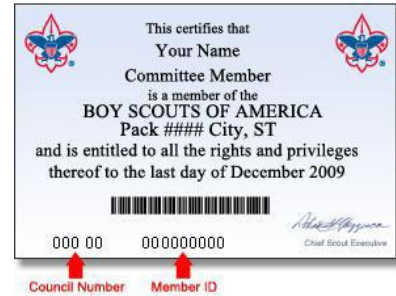 This certifies that
Your Name
Committee Member
is a member of the
BOY SCOUTS OF AMERICA
Pack #### City, ST
and is entitled to all the rights and privileges
thereof to the last day of December 2009
000 00 000000000
Chief Scout Executive
Council Number Member ID